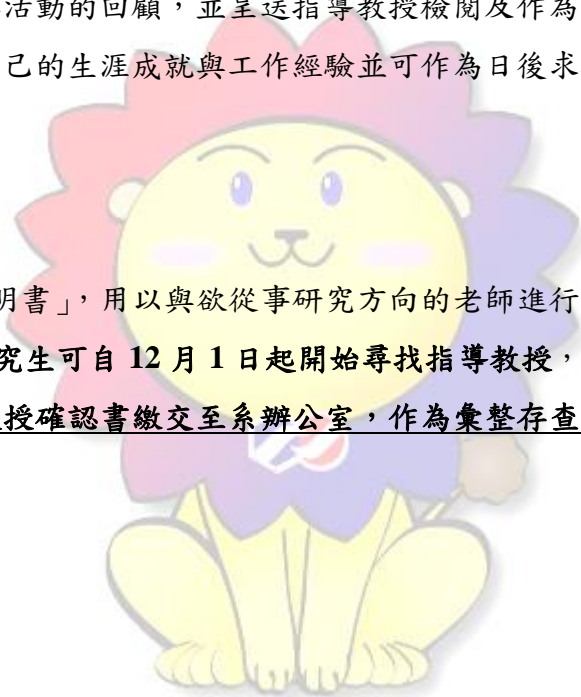 活動的回顧，並呈送指導教授檢閱及作為
己的生涯成就與工作經驗並可作為日後求
明書」，用以與欲從事研究方向的老師進行
究生可自 12 月 1 日起開始尋找指導教授，
授確認書繳交至系辦公室，作為彙整存查